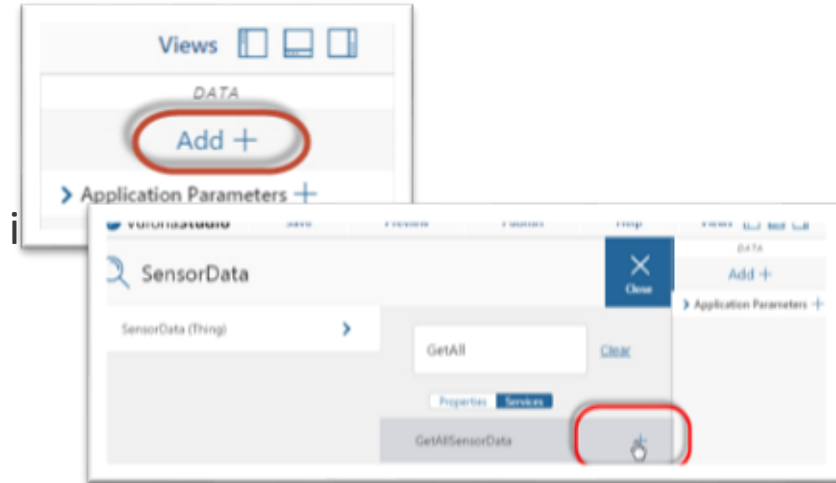 Views
DATA
Add +
Application Parameters +
i
SensorData
Close
DATA
Add +
Application Parameters +
SensorData (Thing)
GetAll
Clear
Properties Services
GetAllSensorData +